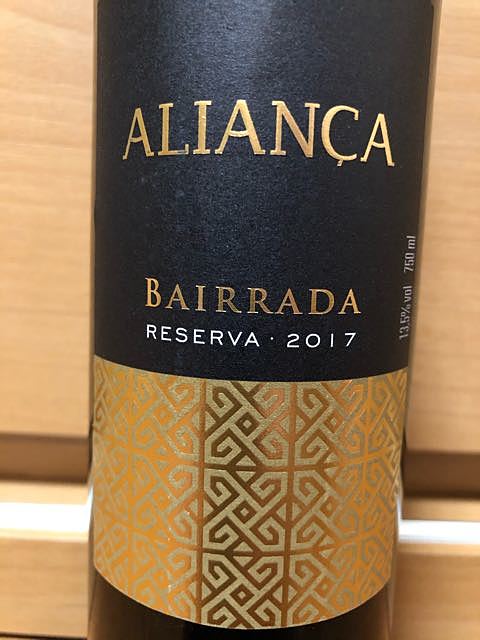 ALIANÇA
BAIRRADA
RESERVA · 2017
13.5% vol 750 ml